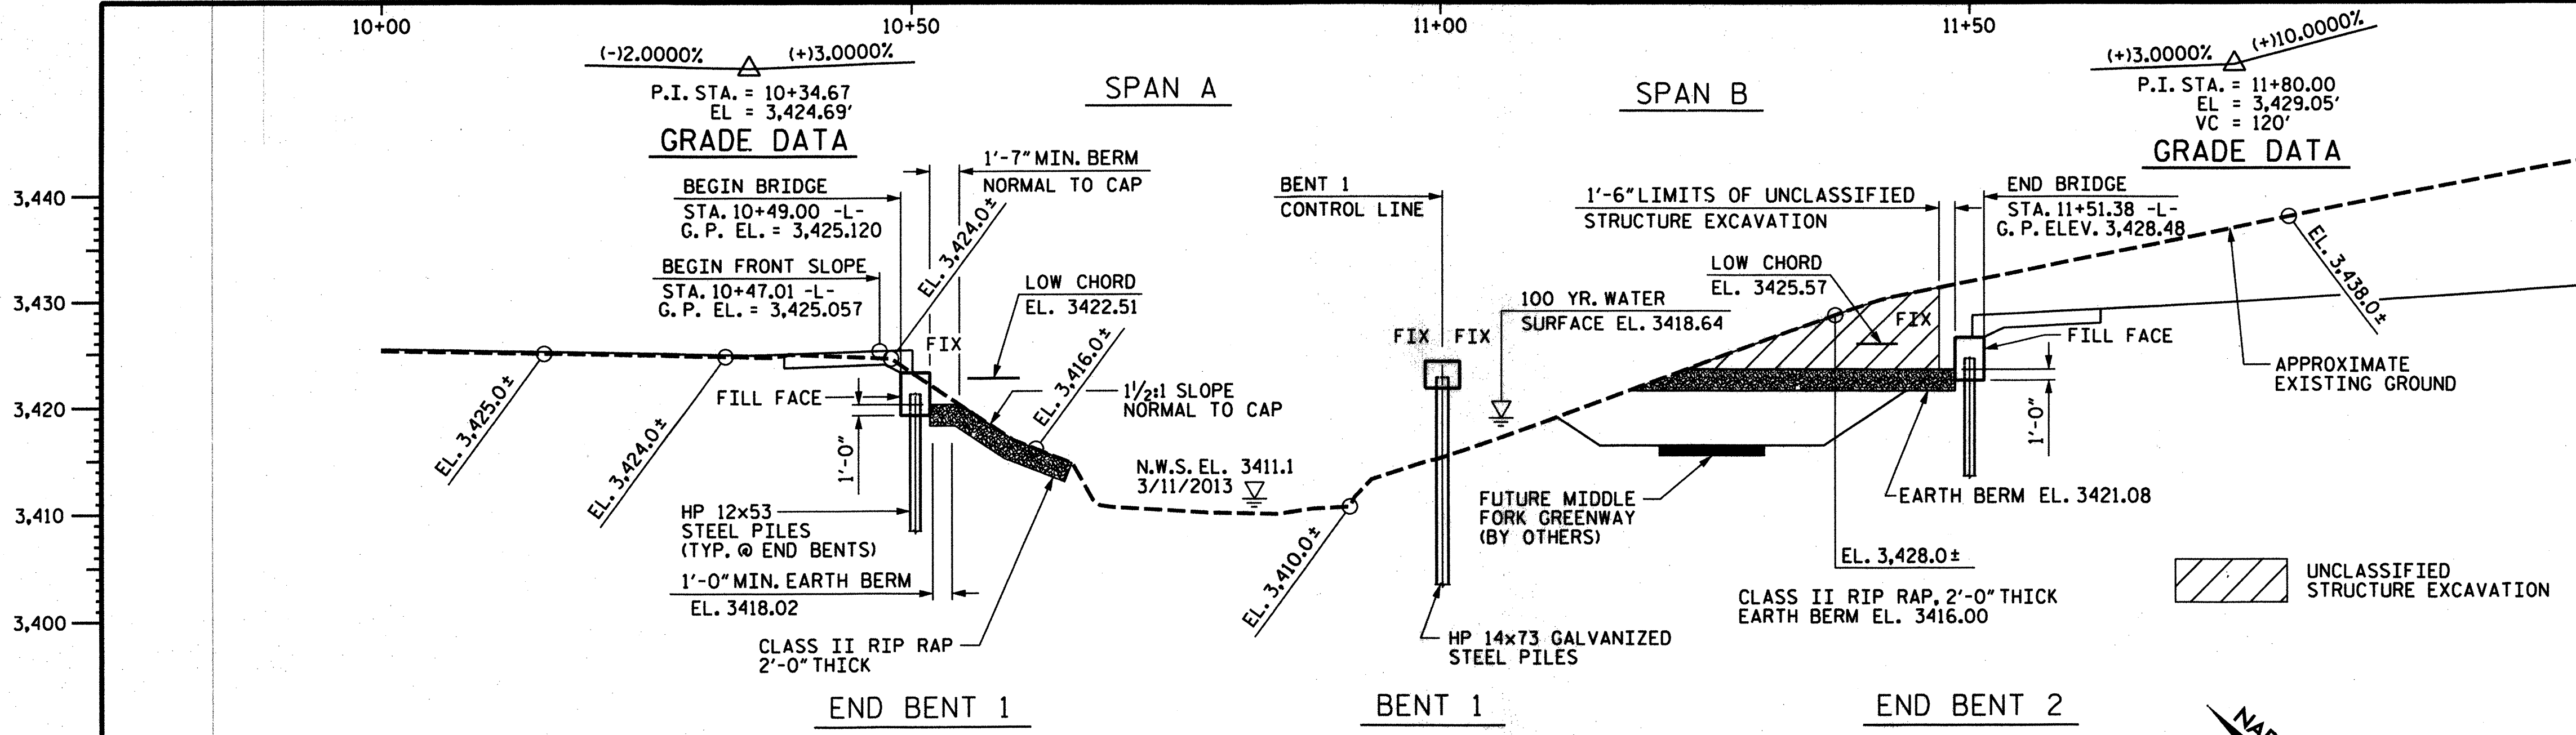 10+00
10+50
11+00
11+50
(-)2.0000%
(+)3.0000%
P.I. STA. = 10+34.67
EL = 3,424.69'
GRADE DATA
SPAN A
SPAN B
(+)3.0000%
(+)10.0000%
P.I. STA. = 11+80.00
EL = 3,429.05'
VC = 120'
GRADE DATA
3,440
3,430
3,420
3,410
3,400
BEGIN BRIDGE
STA. 10+49.00 -L-
G. P. EL. = 3,425.120
BEGIN FRONT SLOPE
STA. 10+47.01 -L-
G. P. EL. = 3,425.057
1'-7" MIN. BERM
NORMAL TO CAP
EL. 3,424.0±
LOW CHORD
EL. 3422.51
FIX
EL. 3,416.0±
1½:1 SLOPE
NORMAL TO CAP
FILL FACE
1'-0"
EL. 3,425.0±
EL. 3,424.0±
HP 12x53
STEEL PILES
(TYP. @ END BENTS)
1'-0" MIN. EARTH BERM
EL. 3418.02
CLASS II RIP RAP
2'-0" THICK
END BENT 1
N.W.S. EL. 3411.1
3/11/2013
EL. 3,410.0±
BENT 1
CONTROL LINE
FIX
FIX
100 YR. WATER
SURFACE EL. 3418.64
HP 14x73 GALVANIZED
STEEL PILES
BENT 1
1'-6" LIMITS OF UNCLASSIFIED
STRUCTURE EXCAVATION
LOW CHORD
EL. 3425.57
FIX
END BRIDGE
STA. 11+51.38 -L-
G. P. ELEV. 3,428.48
FILL FACE
1'-0"
EL. 3,438.0±
APPROXIMATE
EXISTING GROUND
FUTURE MIDDLE
FORK GREENWAY
(BY OTHERS)
EARTH BERM EL. 3421.08
EL. 3,428.0±
CLASS II RIP RAP, 2'-0" THICK
EARTH BERM EL. 3416.00
UNCLASSIFIED
STRUCTURE EXCAVATION
END BENT 2